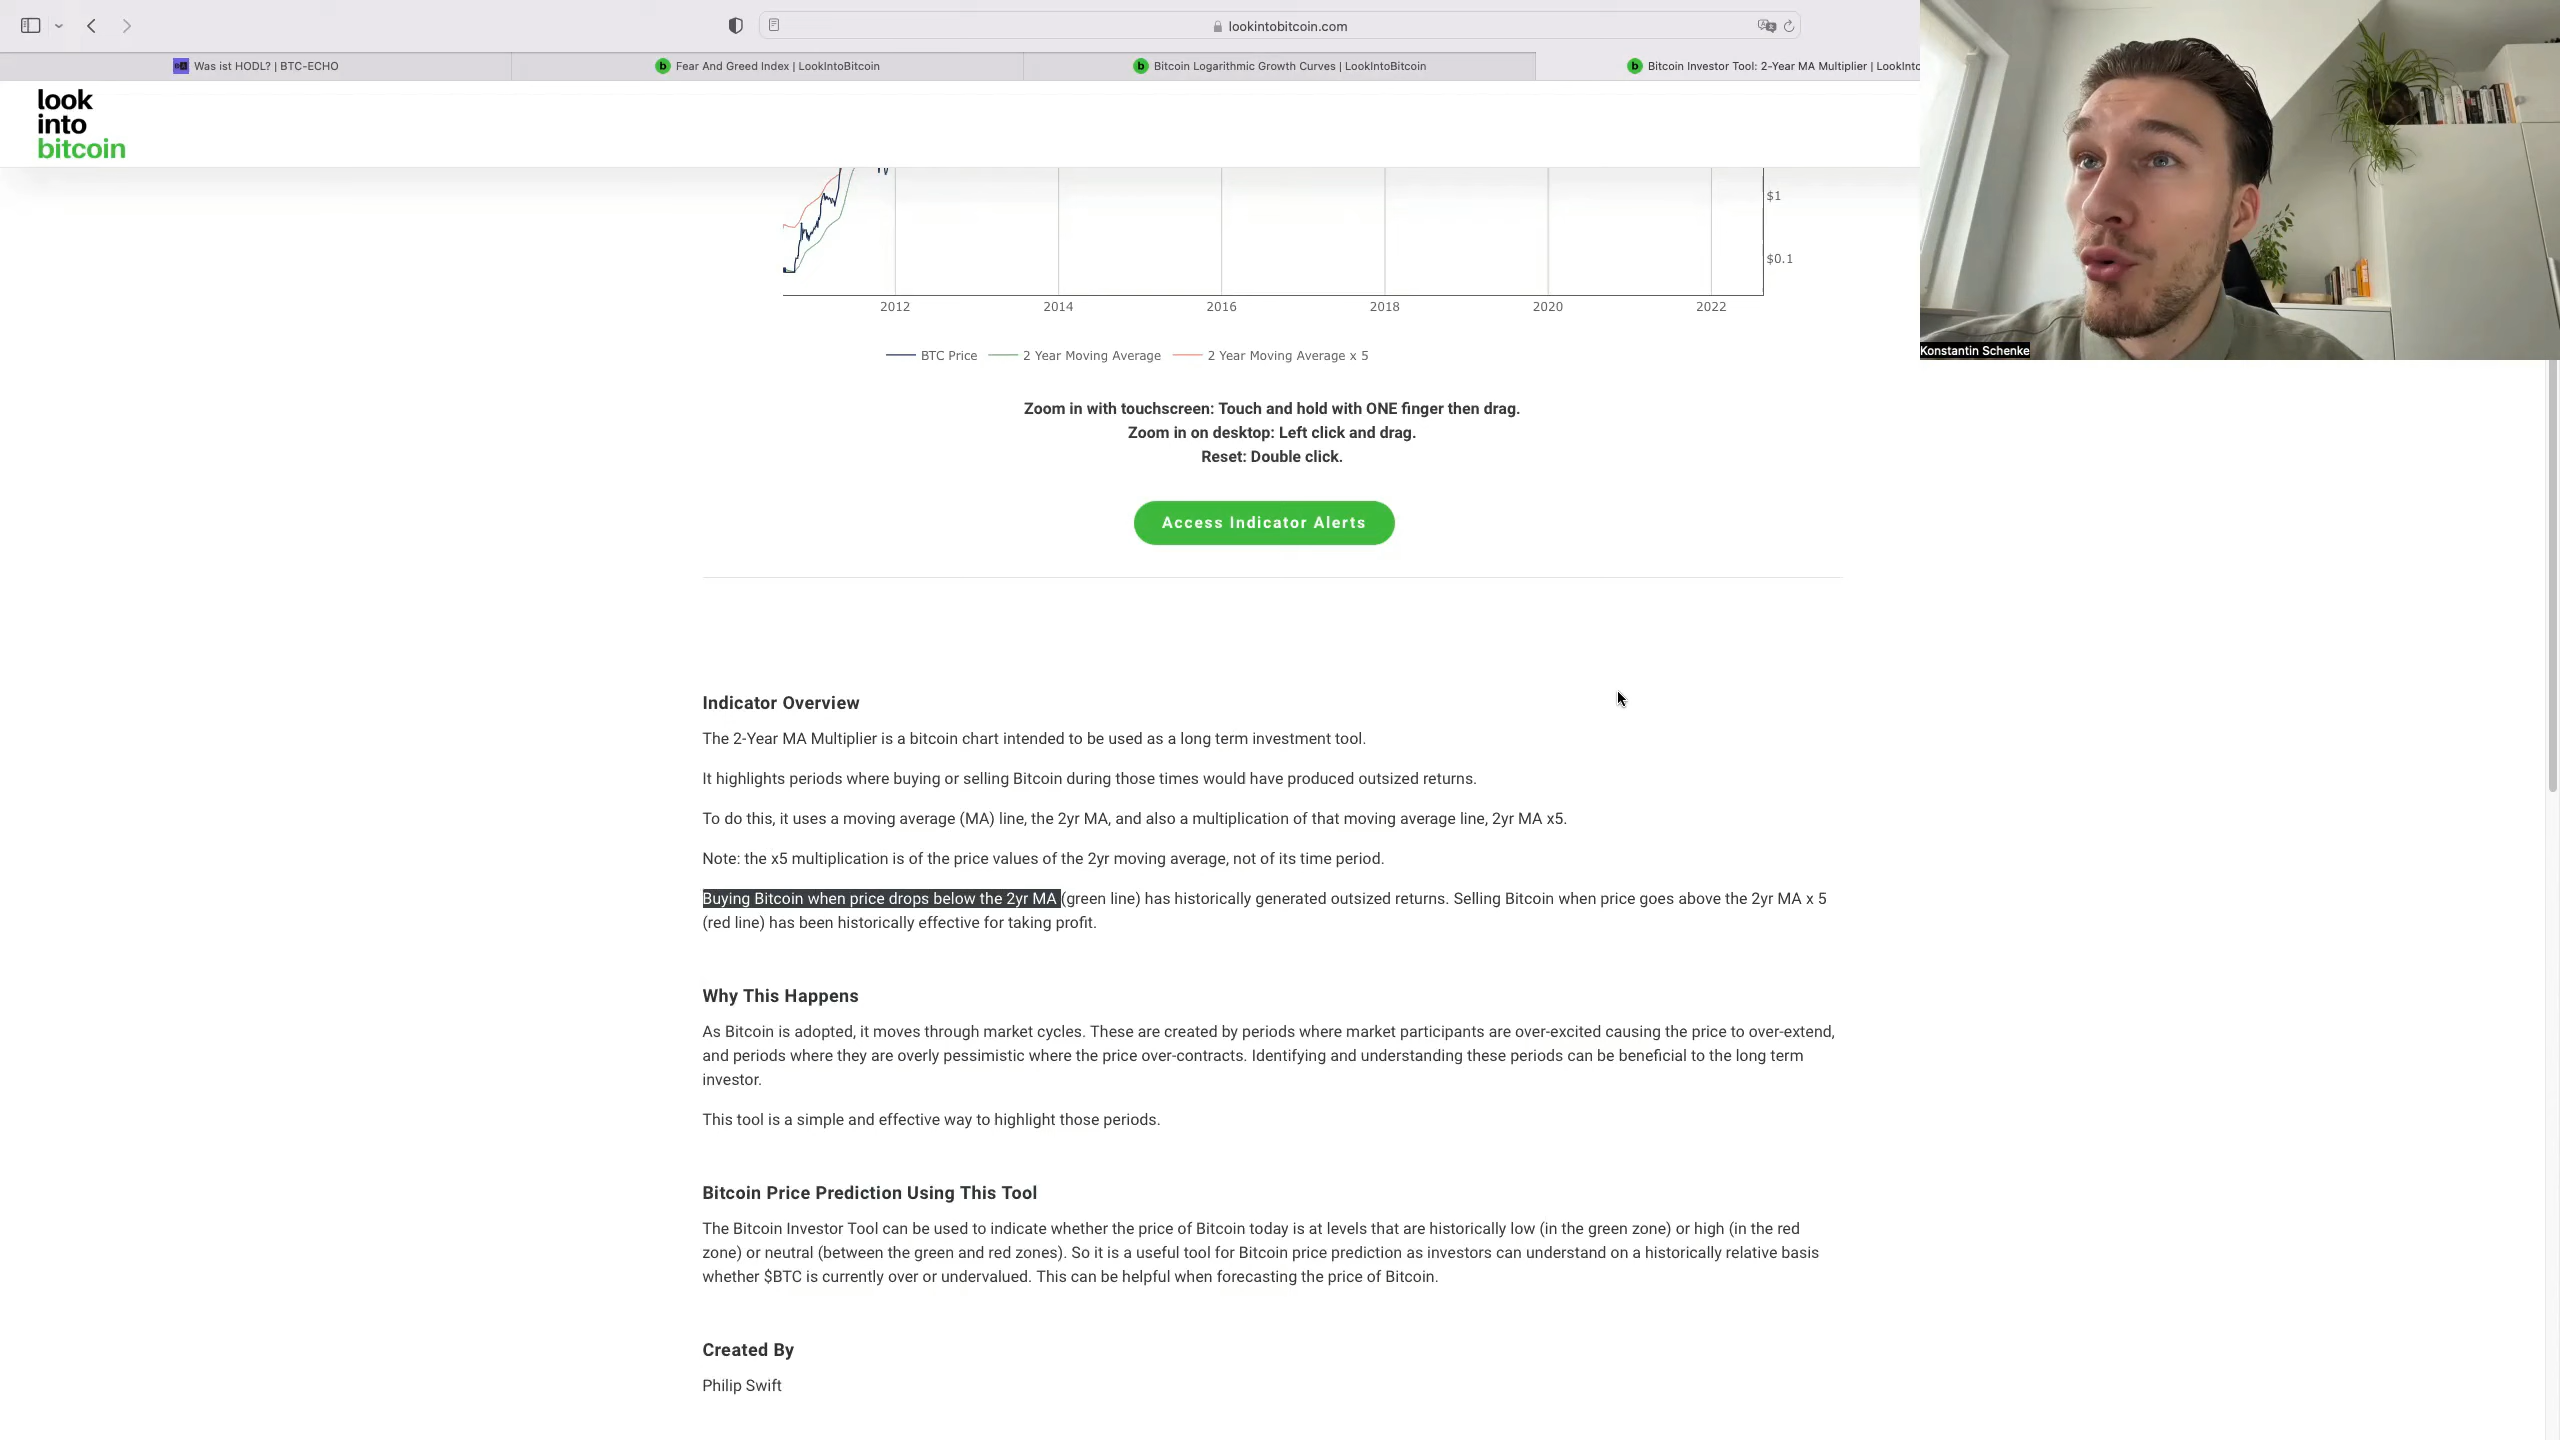 lookintobitcoin.com
Was ist HODL? | BTC-ECHO
Fear And Greed Index | LookIntoBitcoin
Bitcoin Logarithmic Growth Curves | LookIntoBitcoin
Bitcoin Investor Tool: 2-Year MA Multiplier | LookInto
look
into
bitcoin
$1
$0.1
2012 2014 2016 2018 2020 2022
BTC Price 2 Year Moving Average 2 Year Moving Average x 5
Konstantin Schenke
Zoom in with touchscreen: Touch and hold with ONE finger then drag.
Zoom in on desktop: Left click and drag.
Reset: Double click.
Access Indicator Alerts
Indicator Overview
The 2-Year MA Multiplier is a bitcoin chart intended to be used as a long term investment tool.
It highlights periods where buying or selling Bitcoin during those times would have produced outsized returns.
To do this, it uses a moving average (MA) line, the 2yr MA, and also a multiplication of that moving average line, 2yr MA x5.
Note: the x5 multiplication is of the price values of the 2yr moving average, not of its time period.
Buying Bitcoin when price drops below the 2yr MA (green line) has historically generated outsized returns. Selling Bitcoin when price goes above the 2yr MA x 5
(red line) has been historically effective for taking profit.
Why This Happens
As Bitcoin is adopted, it moves through market cycles. These are created by periods where market participants are over-excited causing the price to over-extend,
and periods where they are overly pessimistic where the price over-contracts. Identifying and understanding these periods can be beneficial to the long term
investor.
This tool is a simple and effective way to highlight those periods.
Bitcoin Price Prediction Using This Tool
The Bitcoin Investor Tool can be used to indicate whether the price of Bitcoin today is at levels that are historically low (in the green zone) or high (in the red
zone) or neutral (between the green and red zones). So it is a useful tool for Bitcoin price prediction as investors can understand on a historically relative basis
whether $BTC is currently over or undervalued. This can be helpful when forecasting the price of Bitcoin.
Created By
Philip Swift